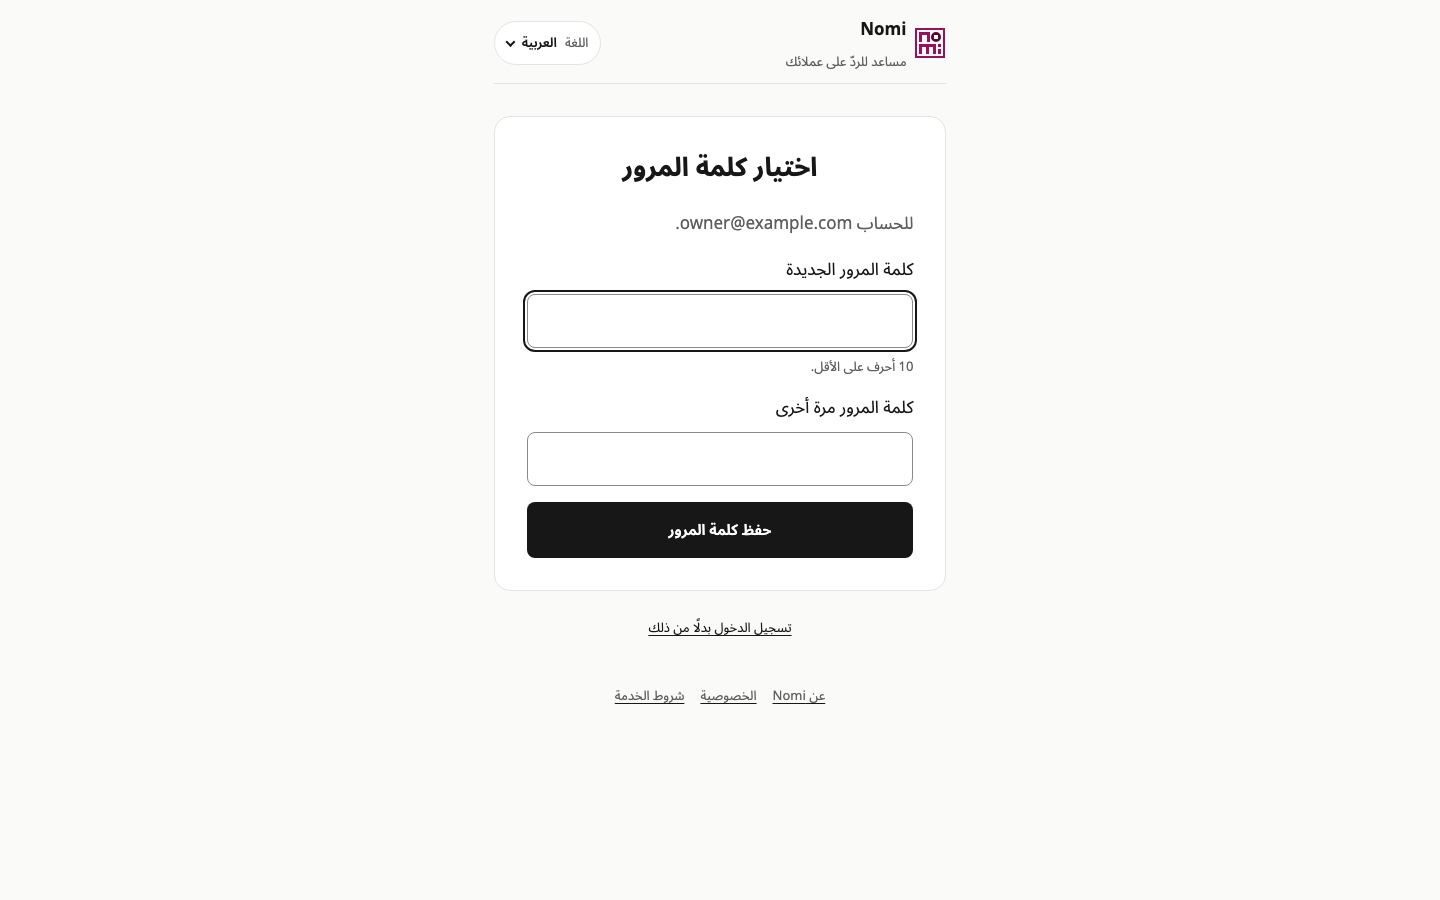 Nomi
مساعد للردّ على عملائك
اللغة العربية
اختيار كلمة المرور
للحساب owner@example.com.
كلمة المرور الجديدة
10 أحرف على الأقل.
كلمة المرور مرة أخرى
حفظ كلمة المرور
تسجيل الدخول بدلًا من ذلك
عن Nomi الخصوصية شروط الخدمة